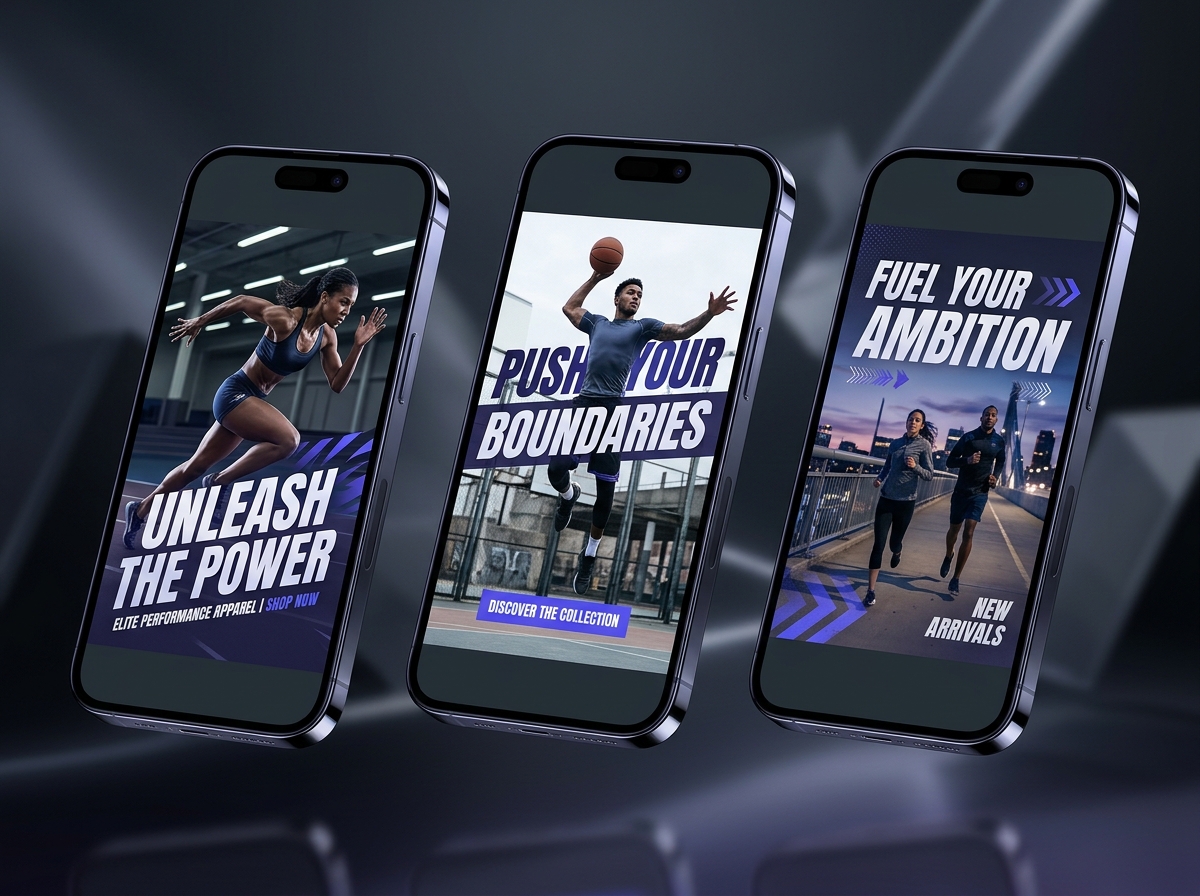 UNLEASH
THE POWER
ELITE PERFORMANCE APPAREL | SHOP NOW
PUSH YOUR
BOUNDARIES
DISCOVER THE COLLECTION
FUEL YOUR
AMBITION
NEW
ARRIVALS